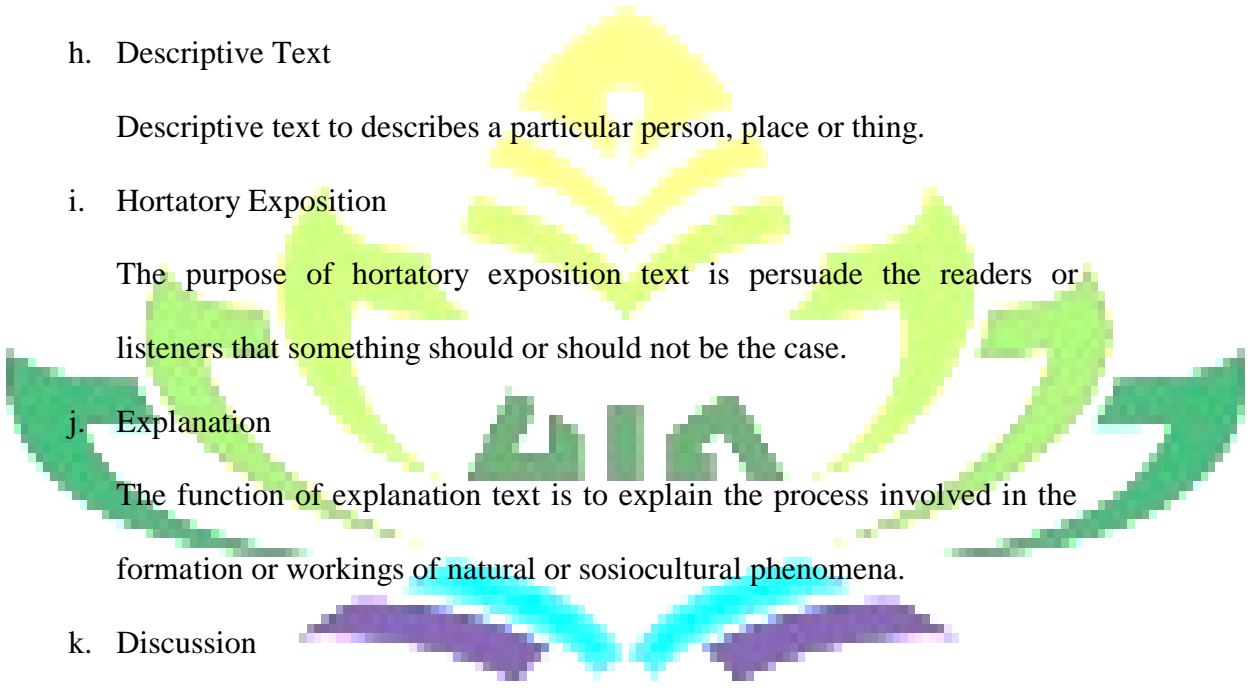 h. Descriptive Text
Descriptive text to describes a particular person, place or thing.
i. Hortatory Exposition
The purpose of hortatory exposition text is persuade the readers or
listeners that something should or should not be the case.
j. Explanation
The function of explanation text is to explain the process involved in the
formation or workings of natural or sosiocultural phenomena.
k. Discussion